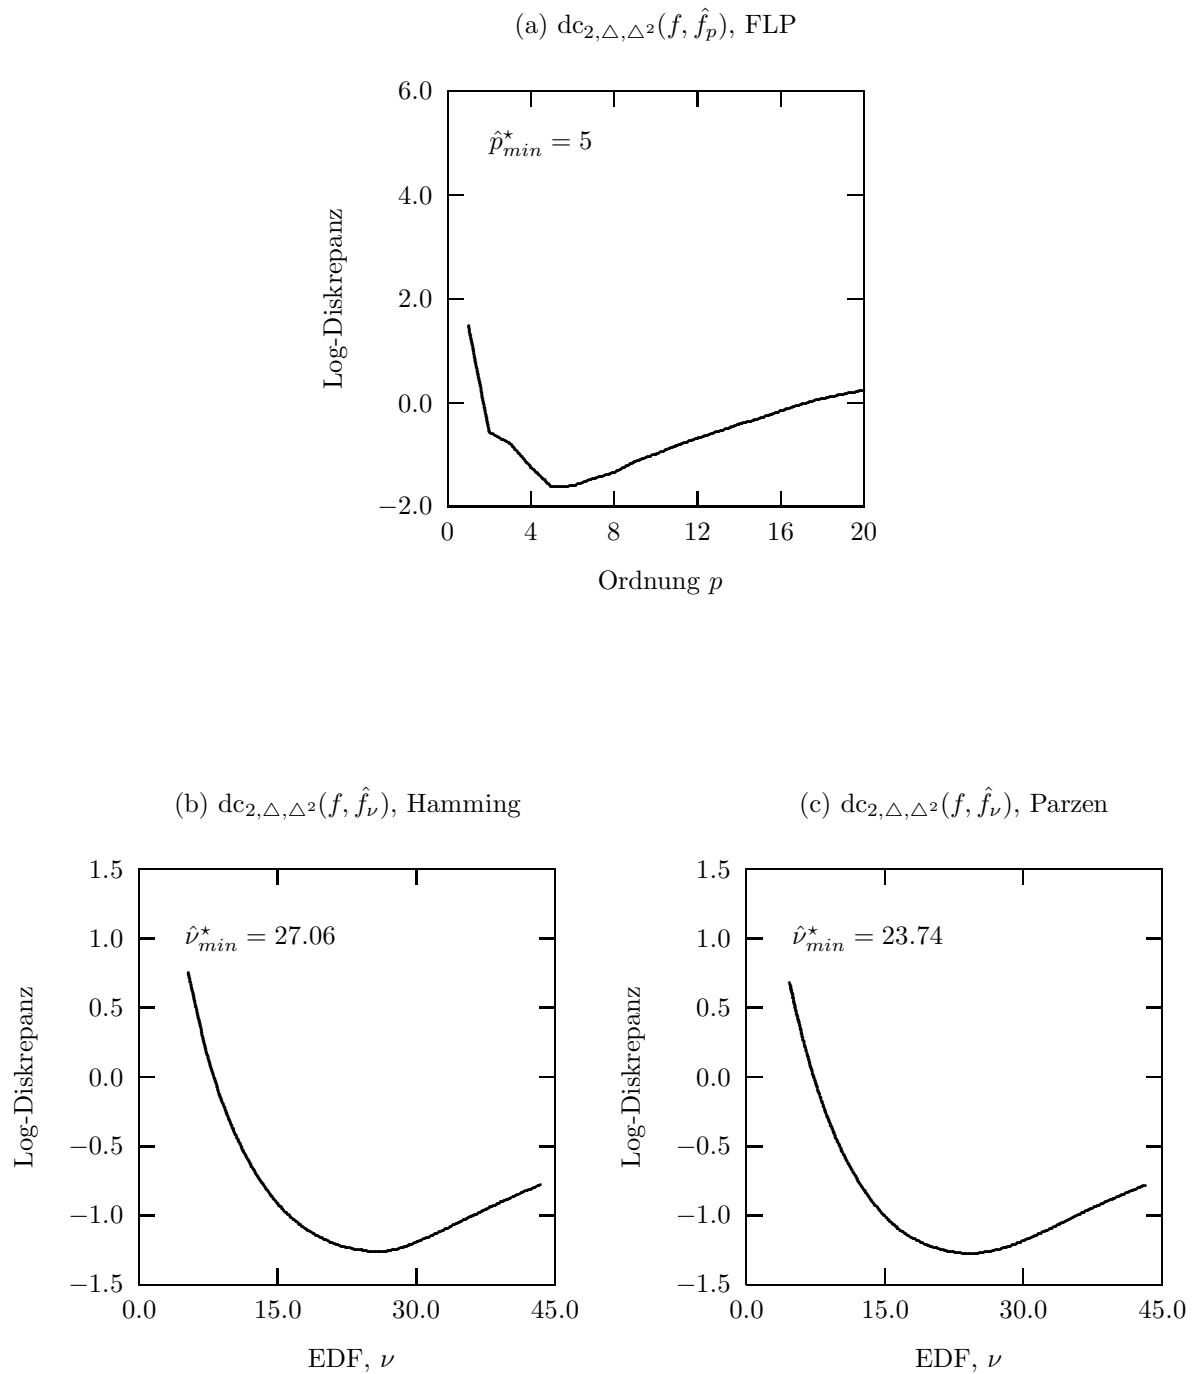 (a) dc₂,△,△²(f, f̂ₚ), FLP
6.0
p̂⋆min = 5
4.0
Log-Diskrepanz
2.0
0.0
−2.0
0 4 8 12 16 20
Ordnung p
(b) dc₂,△,△²(f, f̂ν), Hamming
1.5
ν̂⋆min = 27.06
1.0
0.5
Log-Diskrepanz
0.0
−0.5
−1.0
−1.5
0.0 15.0 30.0 45.0
EDF, ν
(c) dc₂,△,△²(f, f̂ν), Parzen
1.5
ν̂⋆min = 23.74
1.0
0.5
Log-Diskrepanz
0.0
−0.5
−1.0
−1.5
0.0 15.0 30.0 45.0
EDF, ν